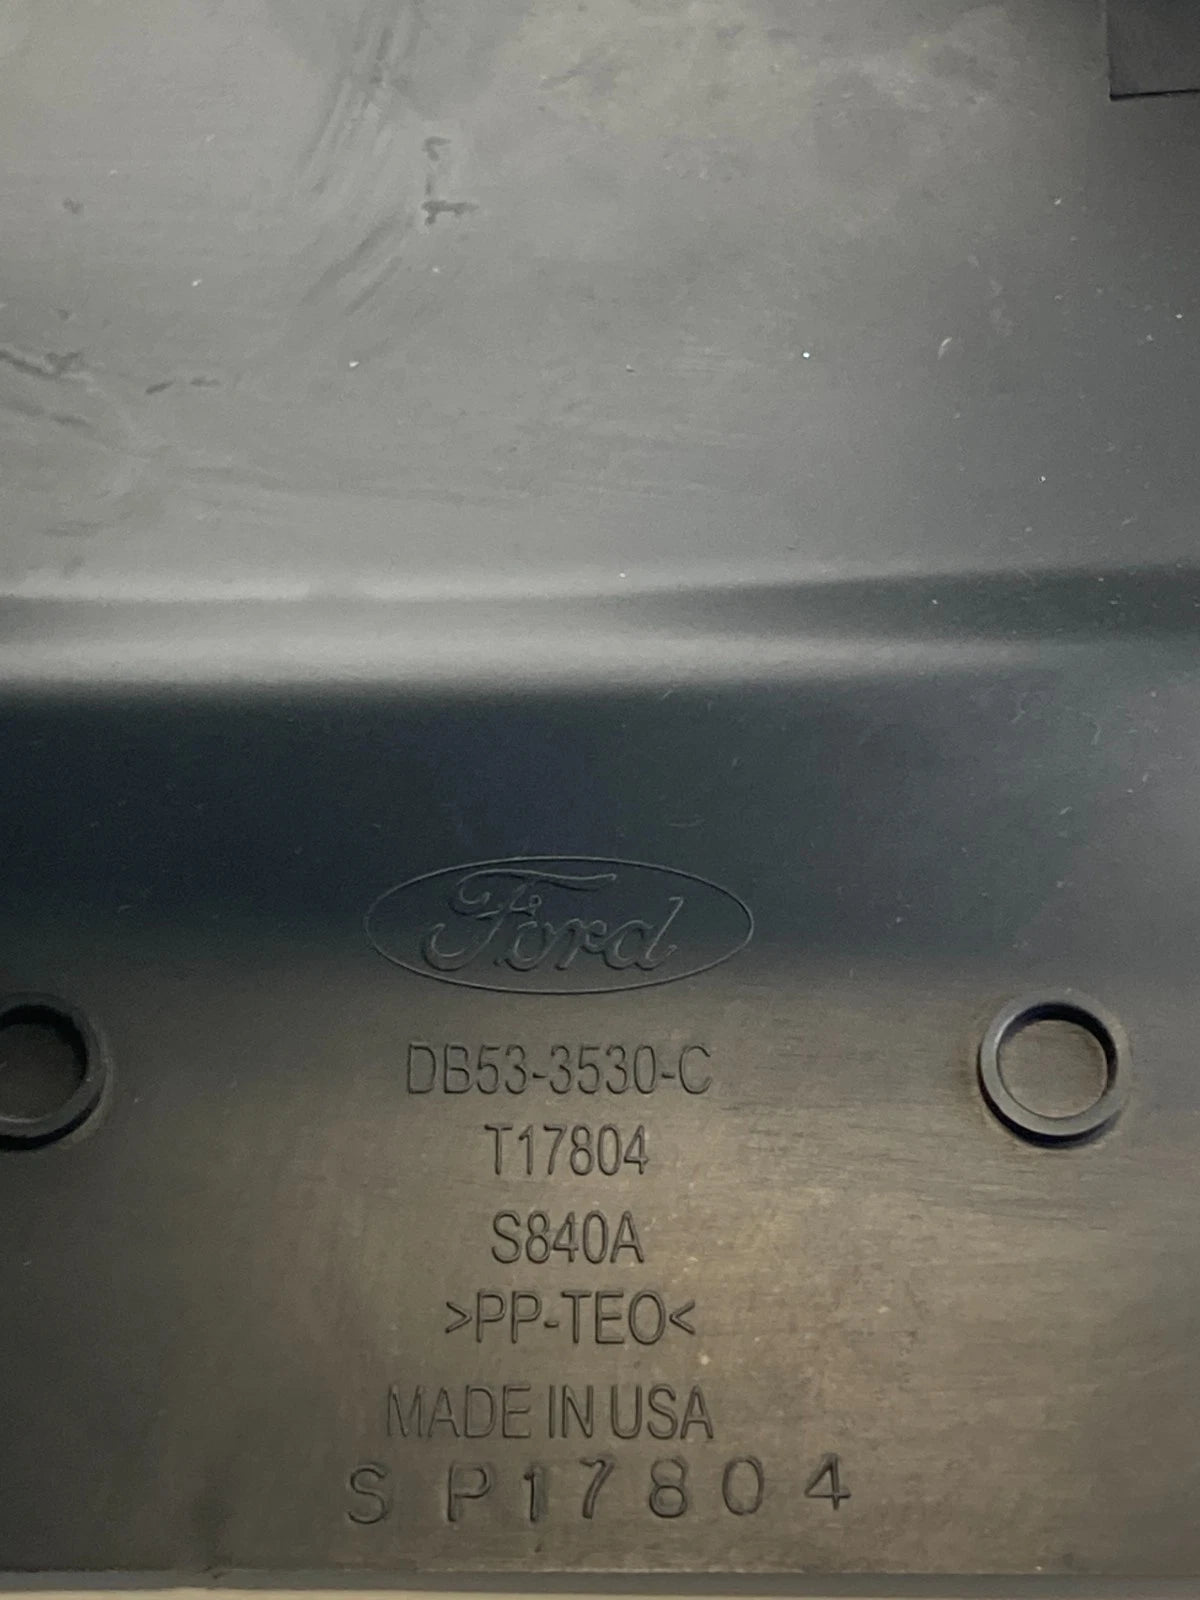 Ford
DB53-3530-C
T17804
S840A
>PP-TEO<
MADE IN USA
S P17804